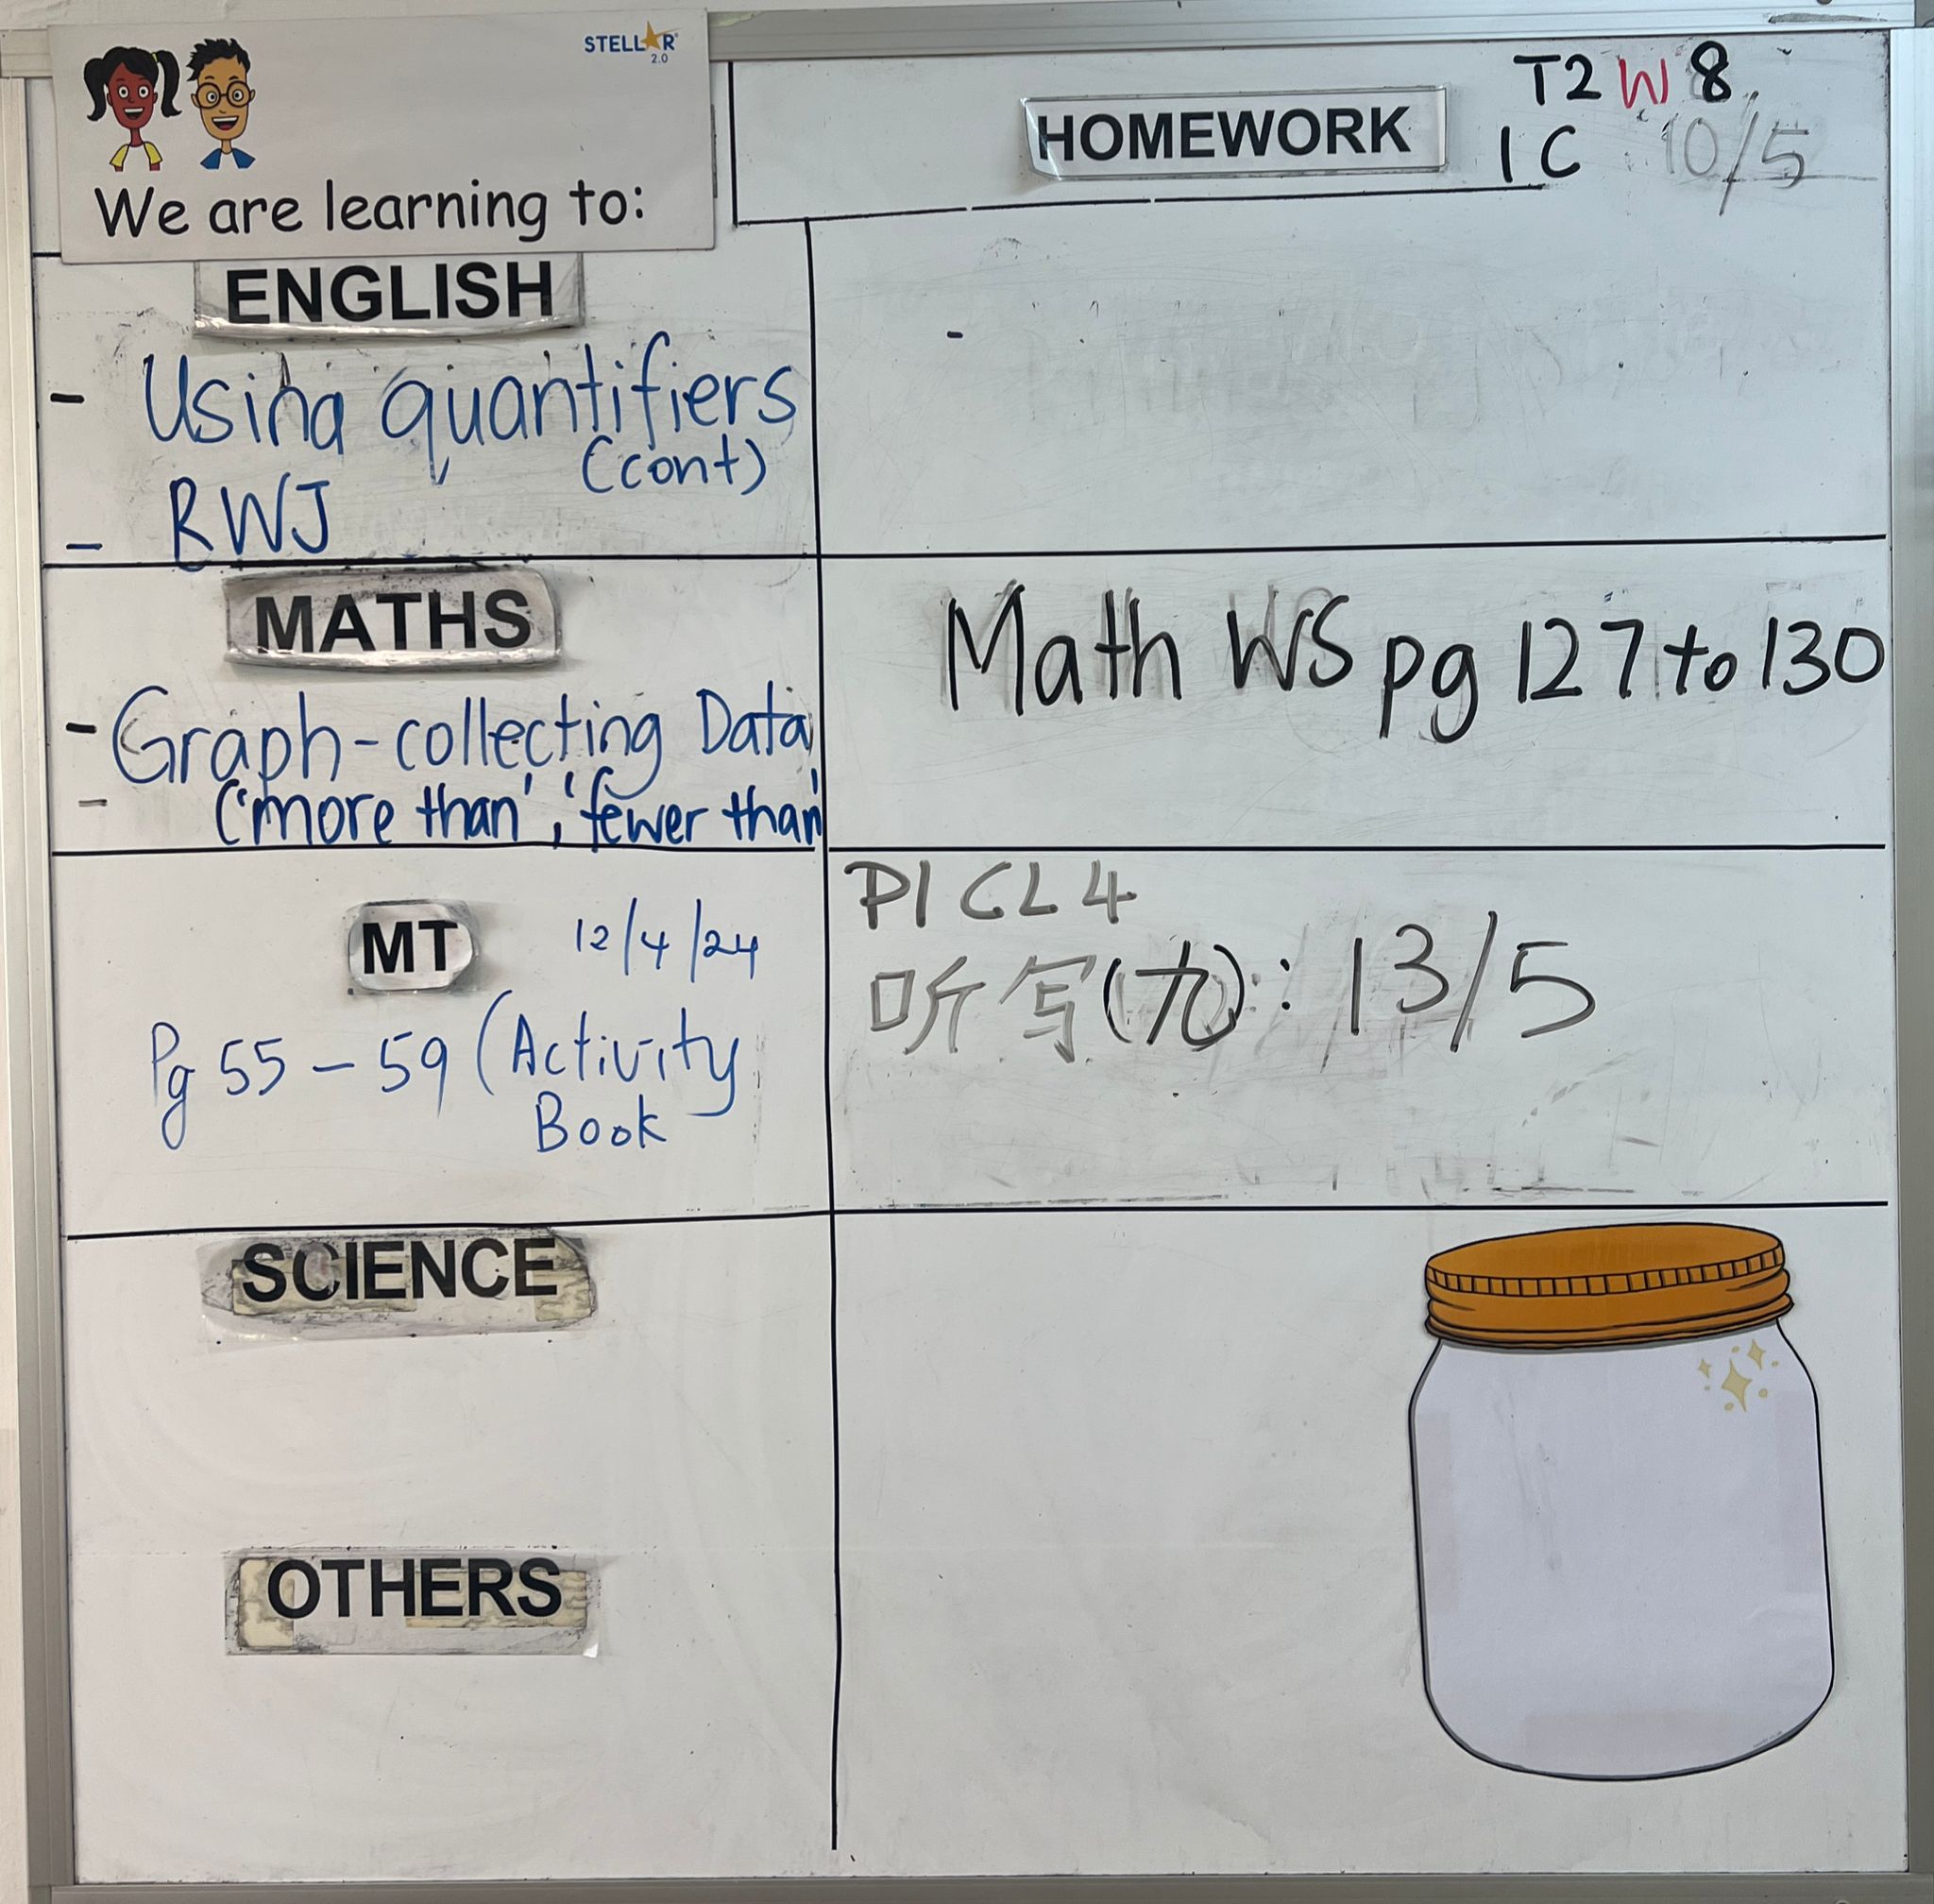 STELLAR 2.0
We are learning to:
HOMEWORK
T2 W 8
1C 10/5
ENGLISH
- Using quantifiers
(cont)
- RWJ
MATHS
- Graph-collecting Data
- ('more than', 'fewer than'
Math WS pg 127 to 130
MT 12/4/24
Pg 55 - 59 (Activity
Book
P1 CL4
听写(九): 13/5
SCIENCE
OTHERS